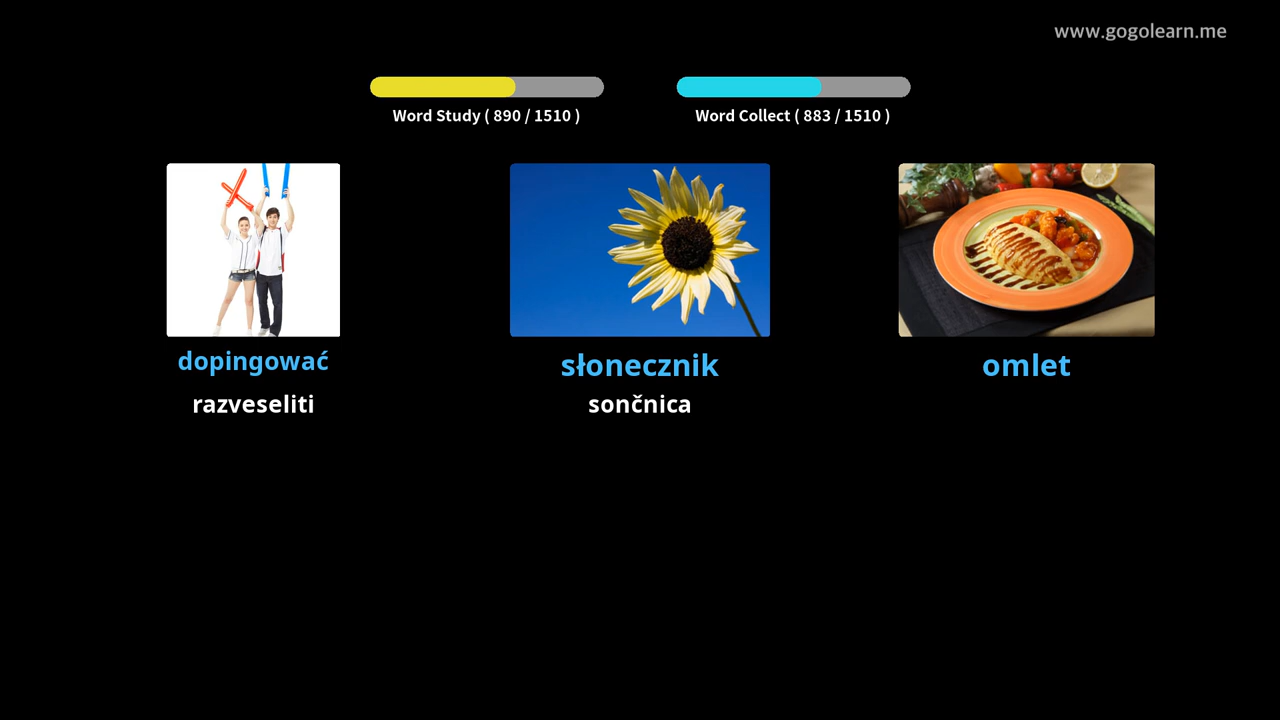 www.gogolearn.me
Word Study ( 890 / 1510 )
Word Collect ( 883 / 1510 )
dopingować
słonecznik
omlet
razveseliti
sončnica